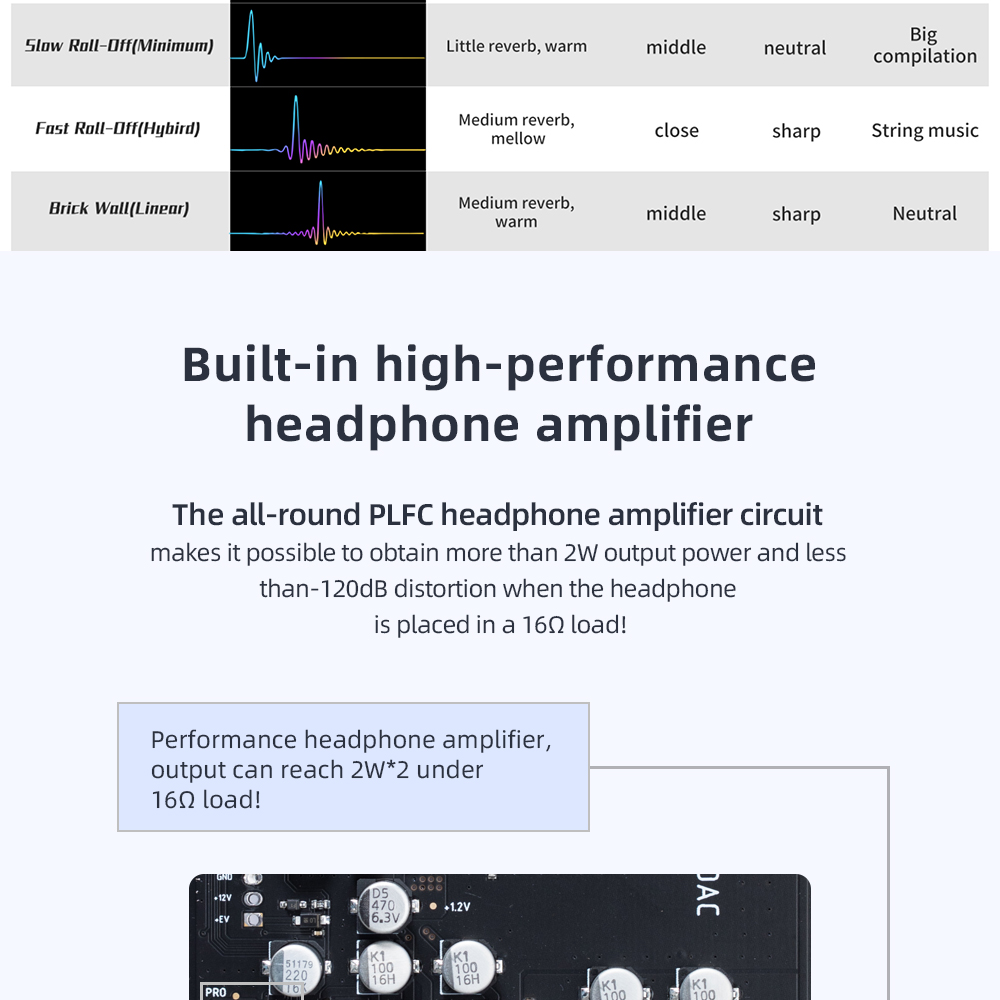 Slow Roll-Off(Minimum) Little reverb, warm middle neutral Big
compilation
Fast Roll-Off(Hybird) Medium reverb,
mellow close sharp String music
Brick Wall(Linear) Medium reverb,
warm middle sharp Neutral
Built-in high-performance
headphone amplifier
The all-round PLFC headphone amplifier circuit
makes it possible to obtain more than 2W output power and less
than-120dB distortion when the headphone
is placed in a 16Ω load!
Performance headphone amplifier,
output can reach 2W*2 under
16Ω load!
GND
+12V
D5
470
6.3V
+1.2V
DAC
51179
220
16
K1
100
16H
K1
100
16H
PRO
K1
100
K1
100